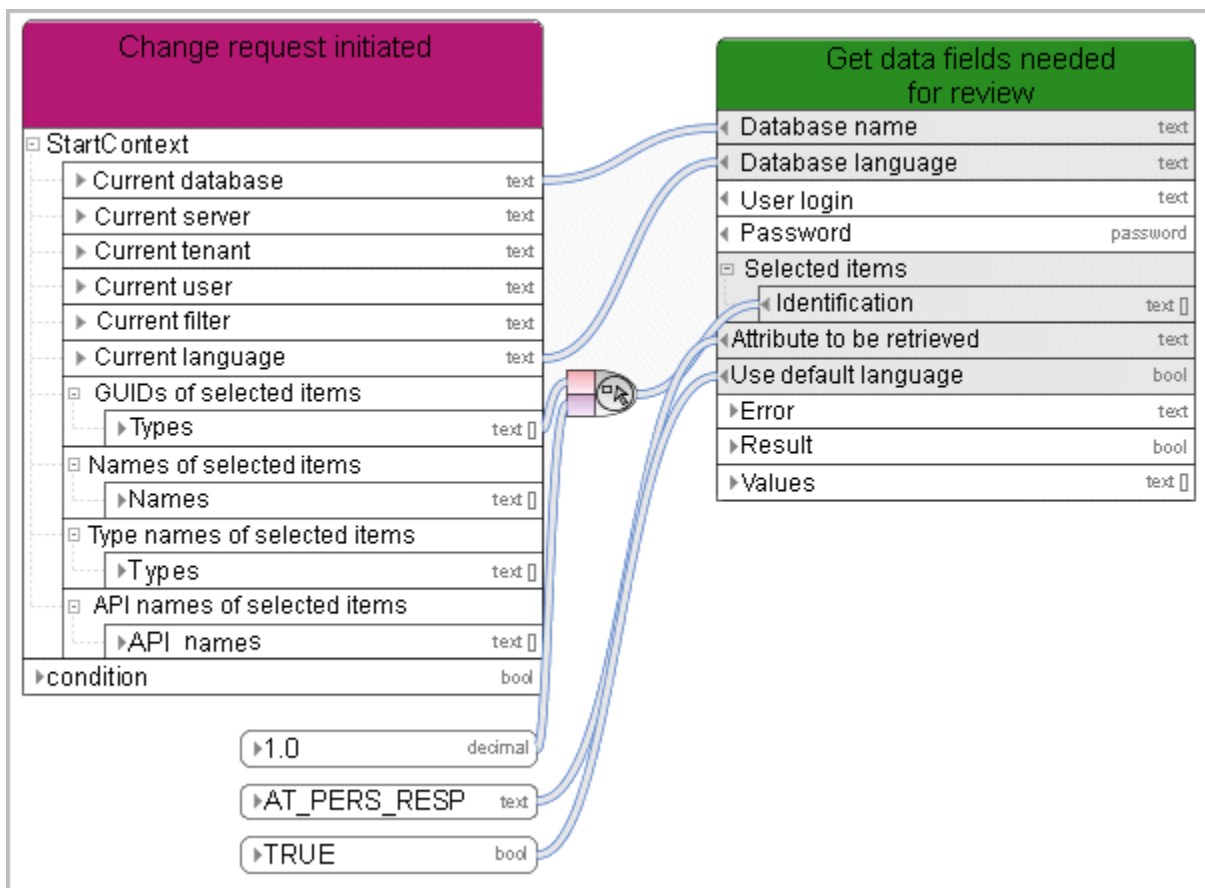 Change request initiated
StartContext
Current database text
Current server text
Current tenant text
Current user text
Current filter text
Current language text
GUIDs of selected items
Types text []
Names of selected items
Names text []
Type names of selected items
Types text []
API names of selected items
API names text []
condition bool
1.0 decimal
AT_PERS_RESP text
TRUE bool
Get data fields needed
for review
Database name text
Database language text
User login text
Password password
Selected items
Identification text []
Attribute to be retrieved text
Use default language bool
Error text
Result bool
Values text []